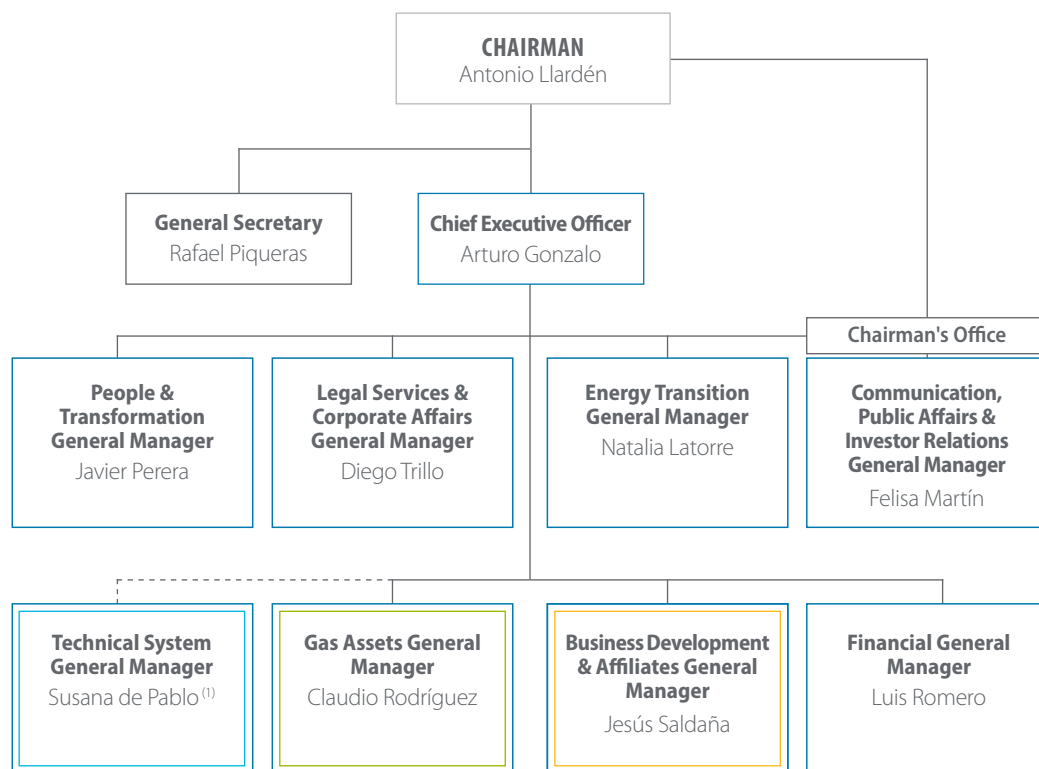 CHAIRMAN
Antonio Llardén
General Secretary
Rafael Piqueras
Chief Executive Officer
Arturo Gonzalo
Chairman's Office
People &
Transformation
General Manager
Javier Perera
Legal Services &
Corporate Affairs
General Manager
Diego Trillo
Energy Transition
General Manager
Natalia Latorre
Communication,
Public Affairs &
Investor Relations
General Manager
Felisa Martín
Technical System
General Manager
Susana de Pablo (1)
Gas Assets General
Manager
Claudio Rodríguez
Business Development
& Affiliates General
Manager
Jesús Saldaña
Financial General
Manager
Luis Romero